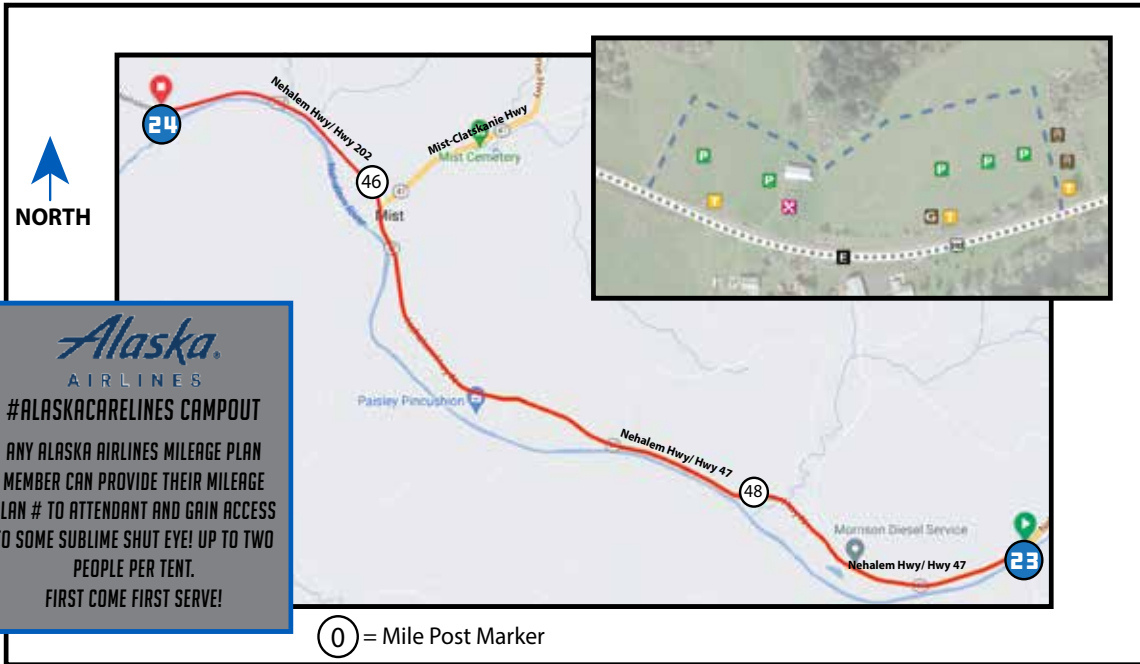 24
Nehalem Hwy/ Hwy 202
46
Mist-Clatskanie Hwy
Mist Cemetery
47
Mist
NORTH
P
P
P
P
P
T
G
T
T
E
Alaska.
AIRLINES
#ALASKACARELINES CAMPOUT
ANY ALASKA AIRLINES MILEAGE PLAN
MEMBER CAN PROVIDE THEIR MILEAGE
LAN # TO ATTENDANT AND GAIN ACCESS
O SOME SUBLIME SHUT EYE! UP TO TWO
PEOPLE PER TENT.
FIRST COME FIRST SERVE!
Paisley Pincushion
Nehalem Hwy/ Hwy 47
48
Morrison Diesel Service
Nehalem Hwy/ Hwy 47
23
0 = Mile Post Marker